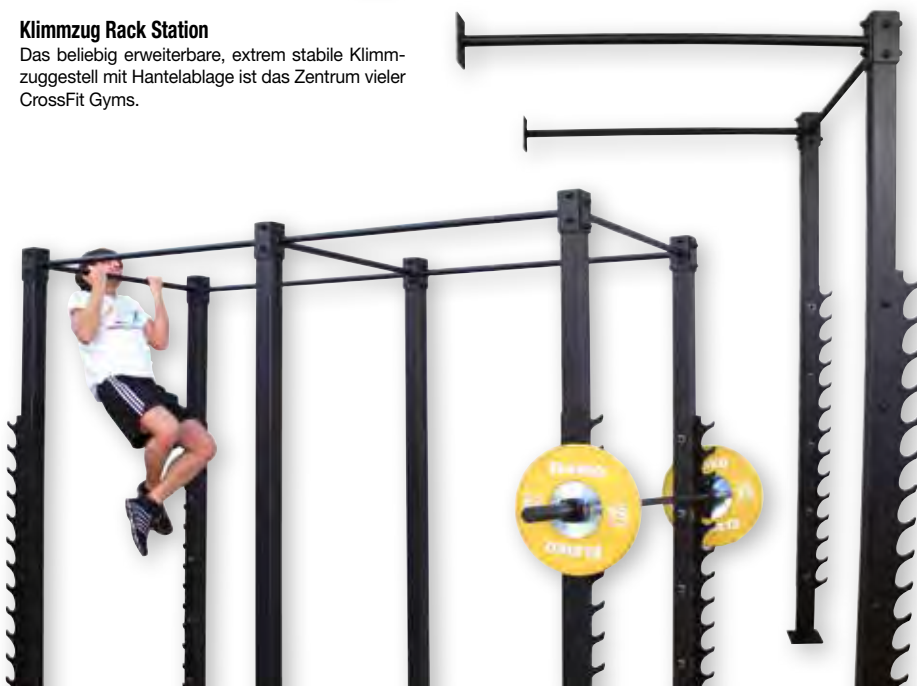 Klimmzug Rack Station
Das beliebig erweiterbare, extrem stabile Klimm-
zuggestell mit Hantelablage ist das Zentrum vieler
CrossFit Gyms.